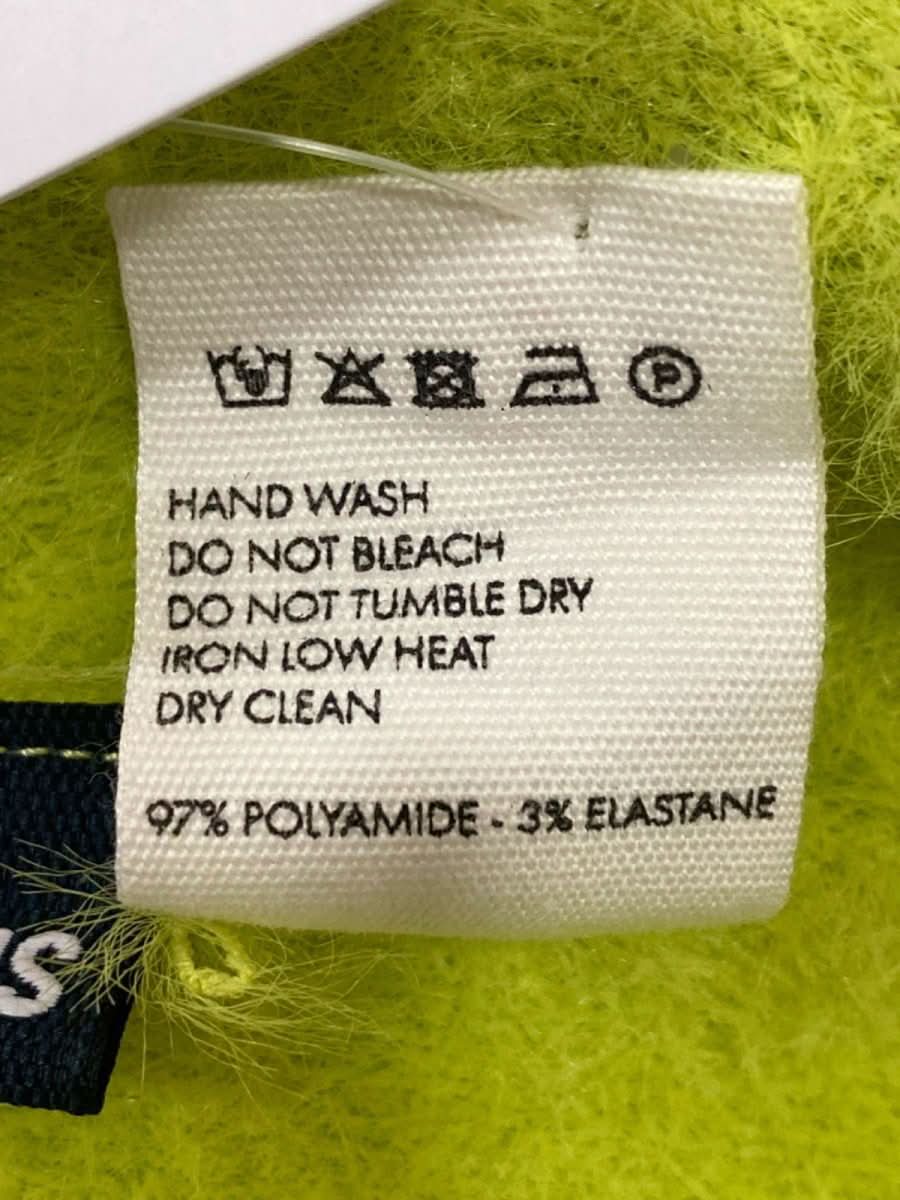 P
HAND WASH
DO NOT BLEACH
DO NOT TUMBLE DRY
IRON LOW HEAT
DRY CLEAN
97% POLYAMIDE - 3% ELASTANE